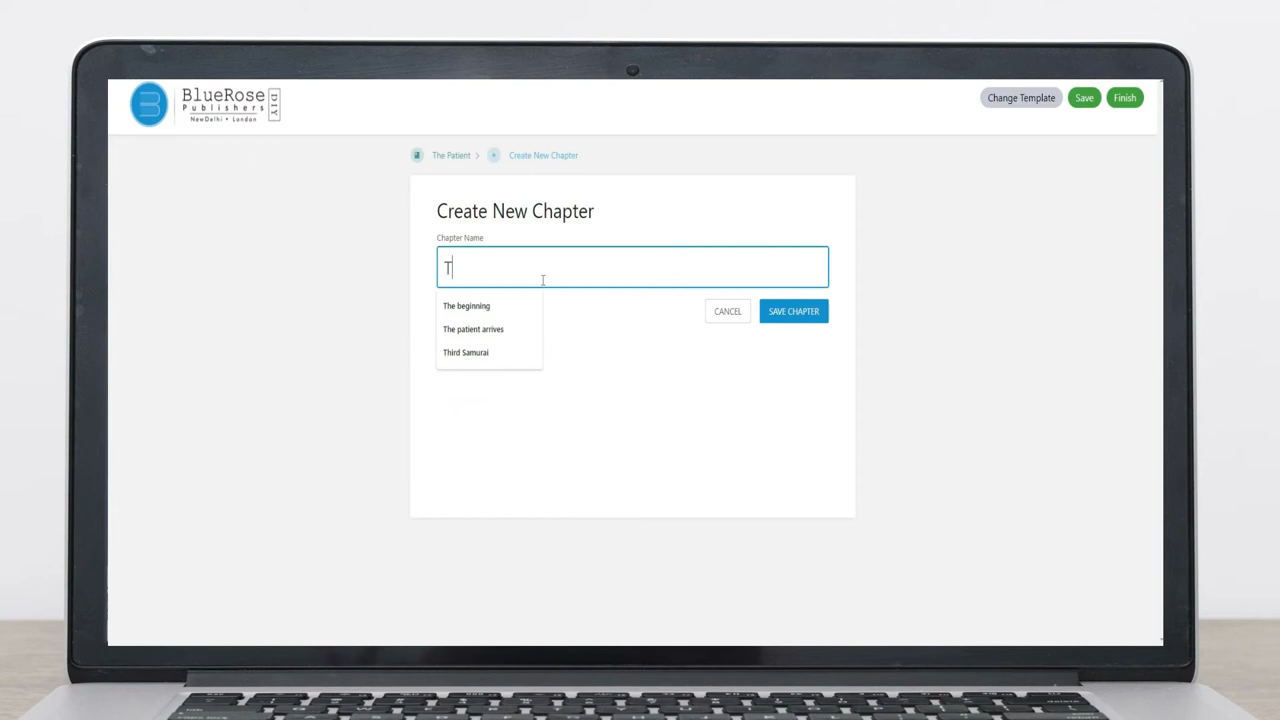 BlueRose
Publishers
NewDelhi • London
DIY
Change Template
Save
Finish
The Patient >
Create New Chapter
Create New Chapter
Chapter Name
T
The beginning
The patient arrives
Third Samurai
CANCEL
SAVE CHAPTER